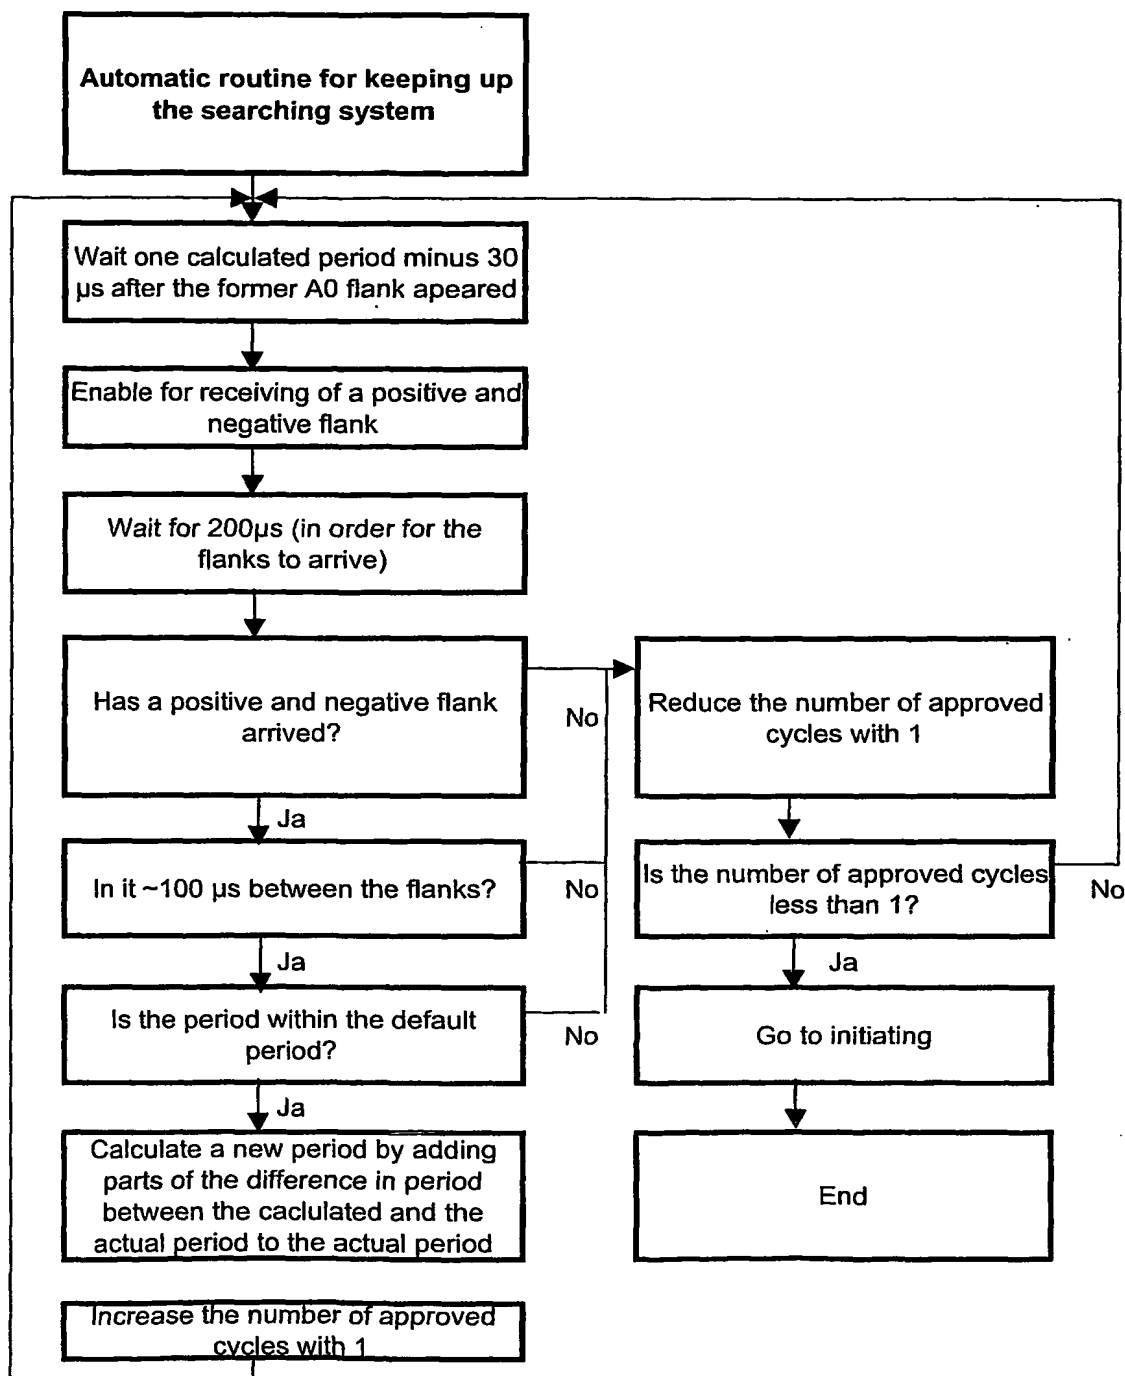 Automatic routine for keeping up
the searching system
Wait one calculated period minus 30
µs after the former A0 flank apeared
Enable for receiving of a positive and
negative flank
Wait for 200µs (in order for the
flanks to arrive)
Has a positive and negative flank
arrived?
No
Reduce the number of approved
cycles with 1
Ja
In it ~100 µs between the flanks?
No
Is the number of approved cycles
less than 1?
No
Ja
Ja
Is the period within the default
period?
No
Go to initiating
Ja
Calculate a new period by adding
parts of the difference in period
between the caclulated and the
actual period to the actual period
End
Increase the number of approved
cycles with 1